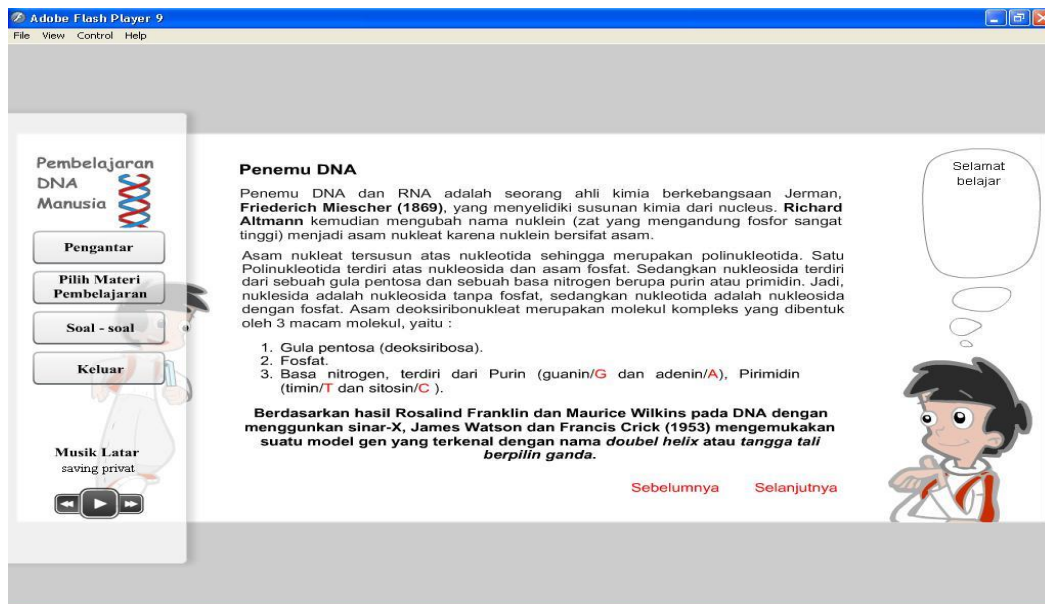 Adobe Flash Player 9
File View Control Help
Pembelajaran
DNA
Manusia
Pengantar
Pilih Materi
Pembelajaran
Soal - soal
Keluar
Musik Latar
saving privat
Penemu DNA
Penemu DNA dan RNA adalah seorang ahli kimia berkebangsaan Jerman,
Friederich Miescher (1869), yang menyelidiki susunan kimia dari nucleus. Richard
Altmann kemudian mengubah nama nuklein (zat yang mengandung fosfor sangat
tinggi) menjadi asam nukleat karena nuklein bersifat asam.
Asam nukleat tersusun atas nukleotida sehingga merupakan polinukleotida. Satu
Polinukleotida terdiri atas nukleosida dan asam fosfat. Sedangkan nukleosida terdiri
dari sebuah gula pentosa dan sebuah basa nitrogen berupa purin atau primidin. Jadi,
nuklesida adalah nukleosida tanpa fosfat, sedangkan nukleotida adalah nukleosida
dengan fosfat. Asam deoksiribonukleat merupakan molekul kompleks yang dibentuk
oleh 3 macam molekul, yaitu :
1. Gula pentosa (deoksiribosa).
2. Fosfat.
3. Basa nitrogen, terdiri dari Purin (guanin/G dan adenin/A), Pirimidin
(timin/T dan sitosin/C ).
Berdasarkan hasil Rosalind Franklin dan Maurice Wilkins pada DNA dengan
menggunkan sinar-X, James Watson dan Francis Crick (1953) mengemukakan
suatu model gen yang terkenal dengan nama doubel helix atau tangga tali
berpilin ganda.
Sebelumnya Selanjutnya
Selamat
belajar